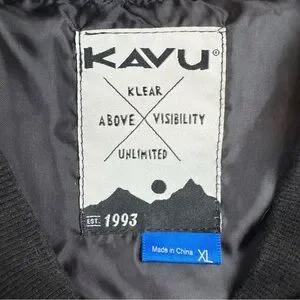 KAVU®
KLEAR
ABOVE VISIBILITY
UNLIMITED
EST. 1993
Made in China XL